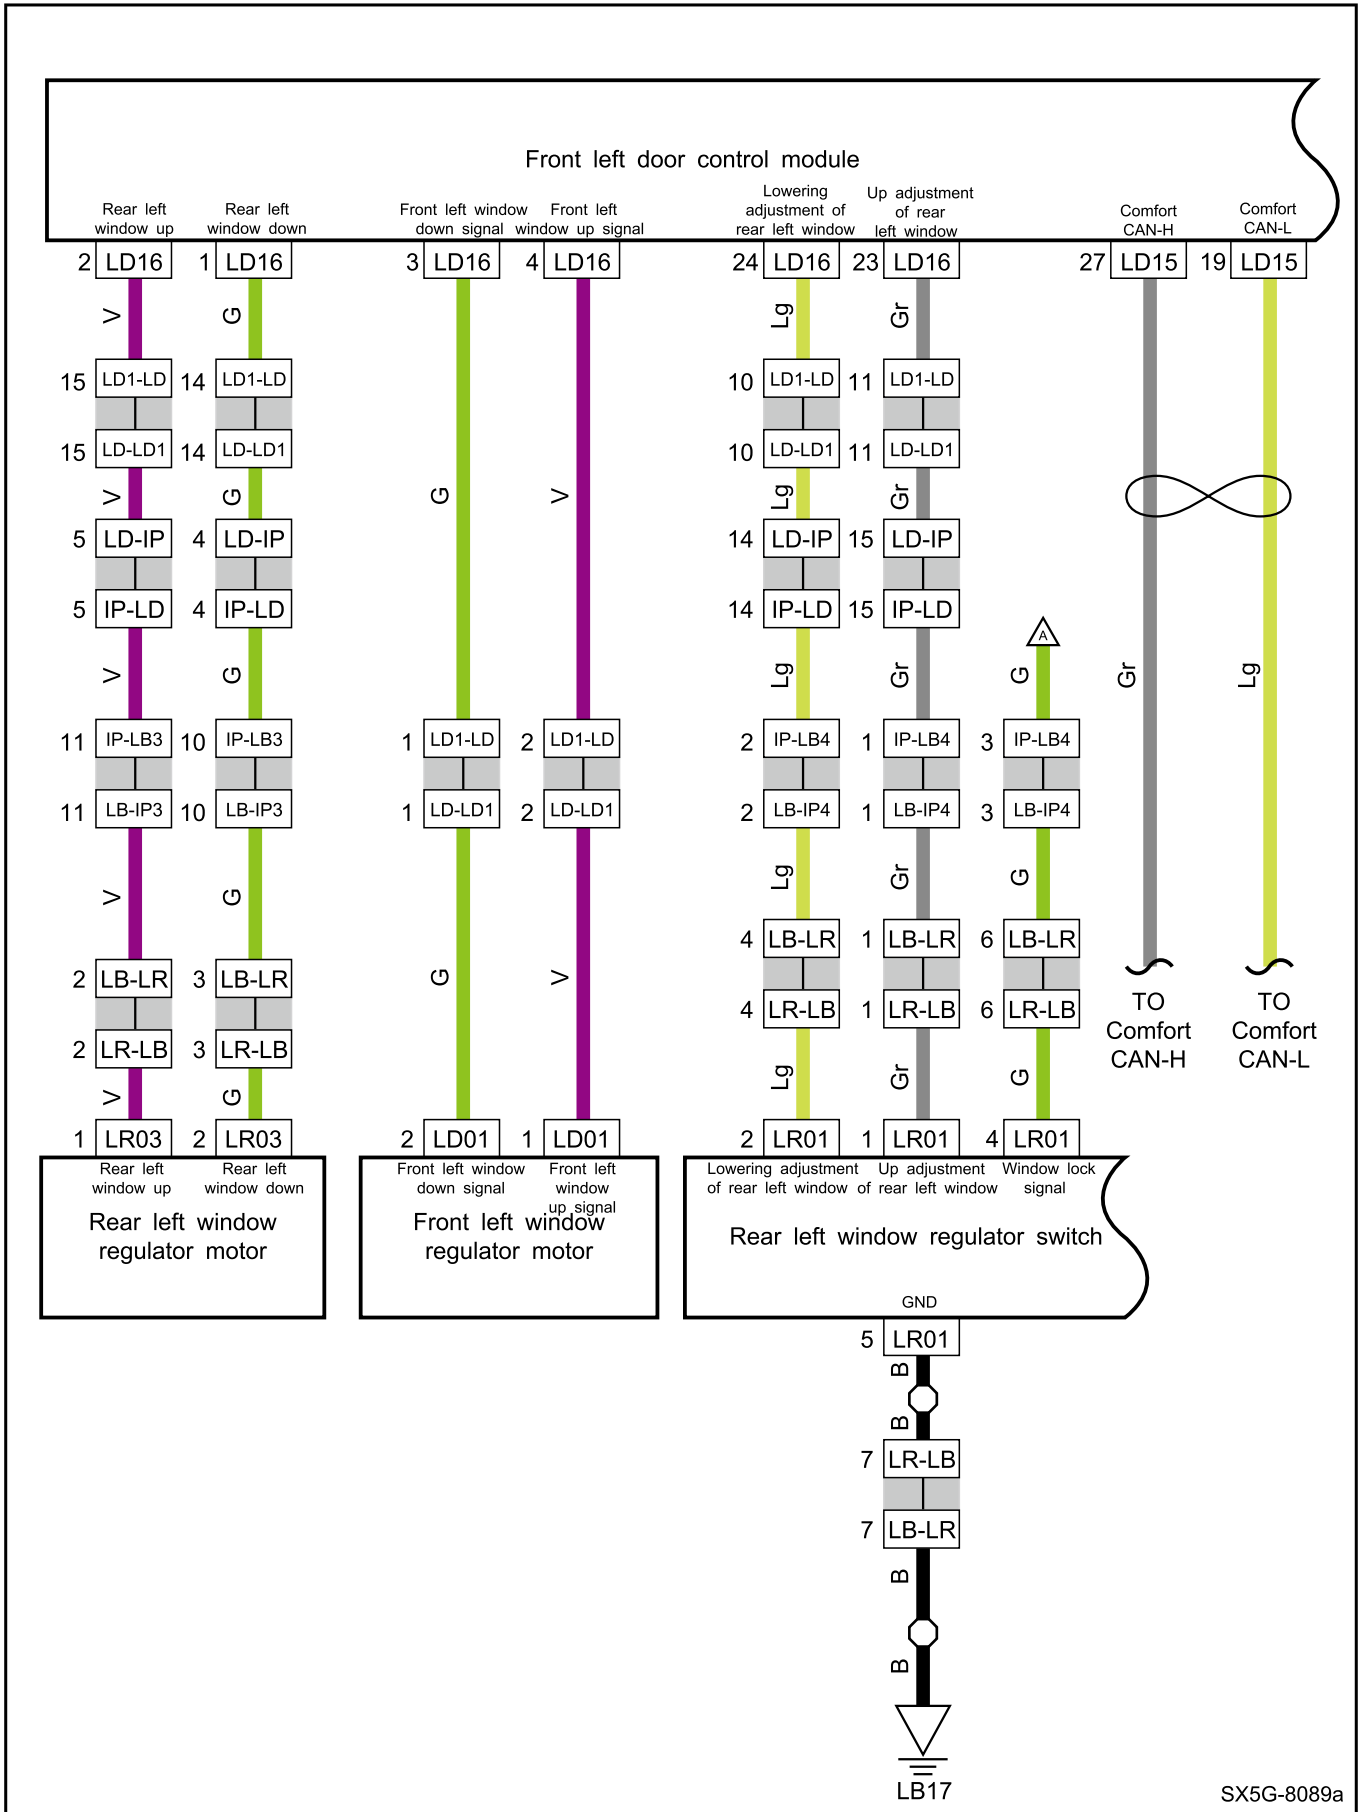 Front left door control module
Rear left
window up
Rear left
window down
Front left window
down signal
Front left
window up signal
Lowering
adjustment of
rear left window
Up adjustment
of rear
left window
Comfort
CAN-H
Comfort
CAN-L
2 LD16 1 LD16 3 LD16 4 LD16 24 LD16 23 LD16 27 LD15 19 LD15
V G Lg Gr
15 LD1-LD 14 LD1-LD 10 LD1-LD 11 LD1-LD
15 LD-LD1 14 LD-LD1 10 LD-LD1 11 LD-LD1
V G G V Lg Gr
5 LD-IP 4 LD-IP 14 LD-IP 15 LD-IP
5 IP-LD 4 IP-LD 14 IP-LD 15 IP-LD
A
V G Lg Gr G Gr Lg
11 IP-LB3 10 IP-LB3 1 LD1-LD 2 LD1-LD 2 IP-LB4 1 IP-LB4 3 IP-LB4
11 LB-IP3 10 LB-IP3 1 LD-LD1 2 LD-LD1 2 LB-IP4 1 LB-IP4 3 LB-IP4
V G Lg Gr G
4 LB-LR 1 LB-LR 6 LB-LR
2 LB-LR 3 LB-LR G V
4 LR-LB 1 LR-LB 6 LR-LB
TO
Comfort
CAN-H
TO
Comfort
CAN-L
2 LR-LB 3 LR-LB
V G Lg Gr G
1 LR03 2 LR03 2 LD01 1 LD01 2 LR01 1 LR01 4 LR01
Rear left
window up
Rear left
window down
Rear left window
regulator motor
Front left window
down signal
Front left
window
up signal
Front left window
regulator motor
Lowering adjustment
of rear left window
Up adjustment
of rear left window
Window lock
signal
Rear left window regulator switch
GND
5 LR01
B
B
7 LR-LB
7 LB-LR
B
B
LB17
SX5G-8089a